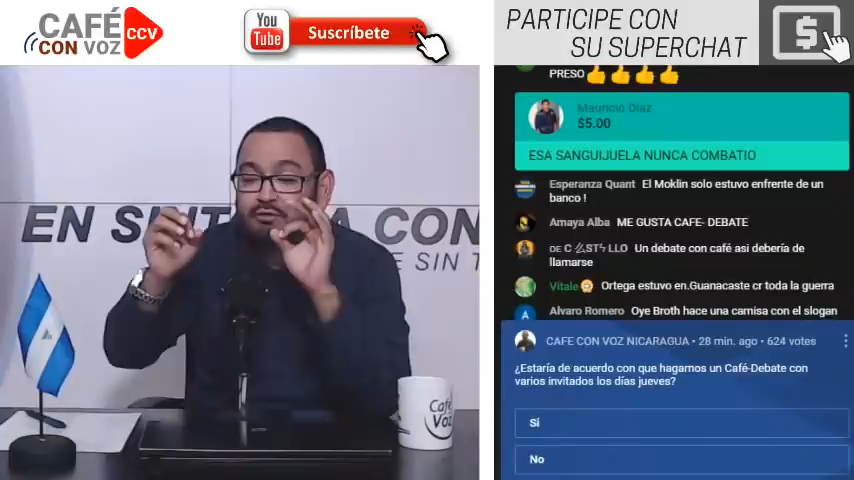 CAFÉ
CON VOZ
CCV
You
Tube
Suscríbete
PARTICIPE CON
SU SUPERCHAT
$
EN SINT
A CON
E SIN T
Café
Voz
PRESO👍👍👍👍
Mauricio Diaz
$5.00
ESA SANGUIJUELA NUNCA COMBATIO
Esperanza Quant El Moklin solo estuvo enfrente de un
banco !
Amaya Alba ME GUSTA CAFE- DEBATE
Un debate con café asi debería de
llamarse
Vitale Ortega estuvo en.Guanacaste cr toda la guerra
A
Alvaro Romero Oye Broth hace una camisa con el slogan
CAFE CON VOZ NICARAGUA • 28 min. ago • 624 votes
¿Estaría de acuerdo con que hagamos un Café-Debate con
varios invitados los días jueves?
Sí
No